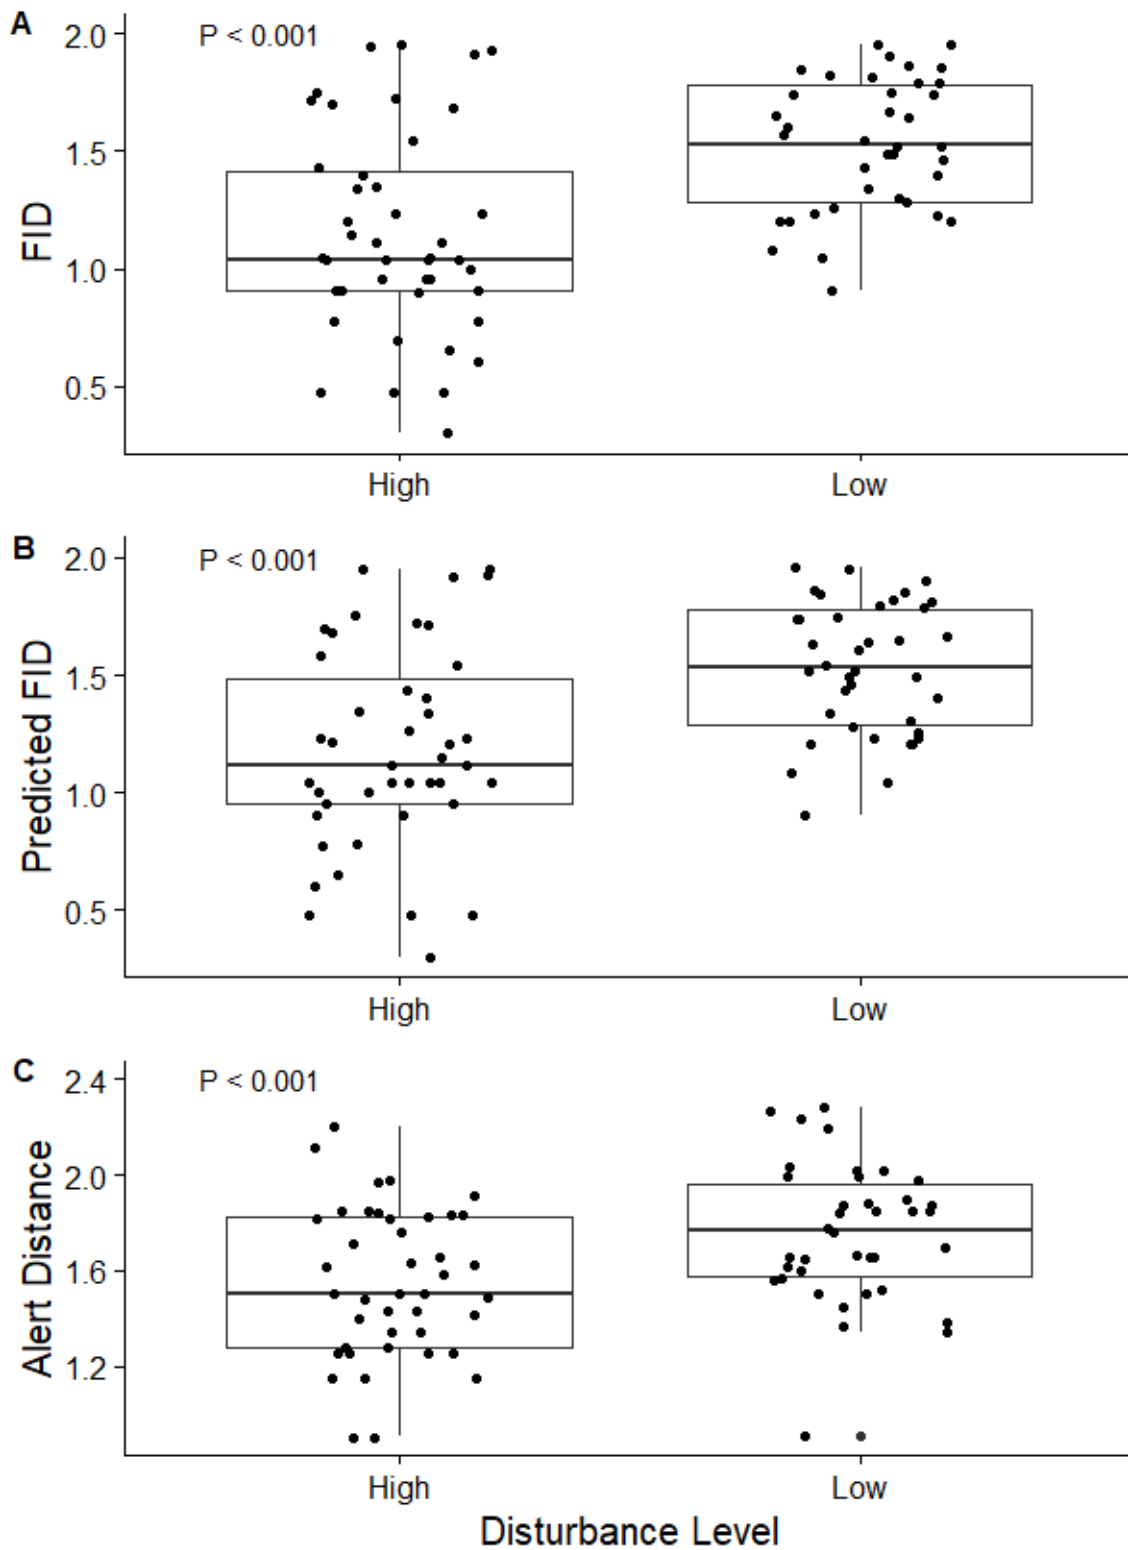 A
P < 0.001
2.0
1.5
1.0
0.5
FID
High Low
B
P < 0.001
2.0
1.5
1.0
0.5
Predicted FID
High Low
C
P < 0.001
2.4
2.0
1.6
1.2
Alert Distance
High Low
Disturbance Level